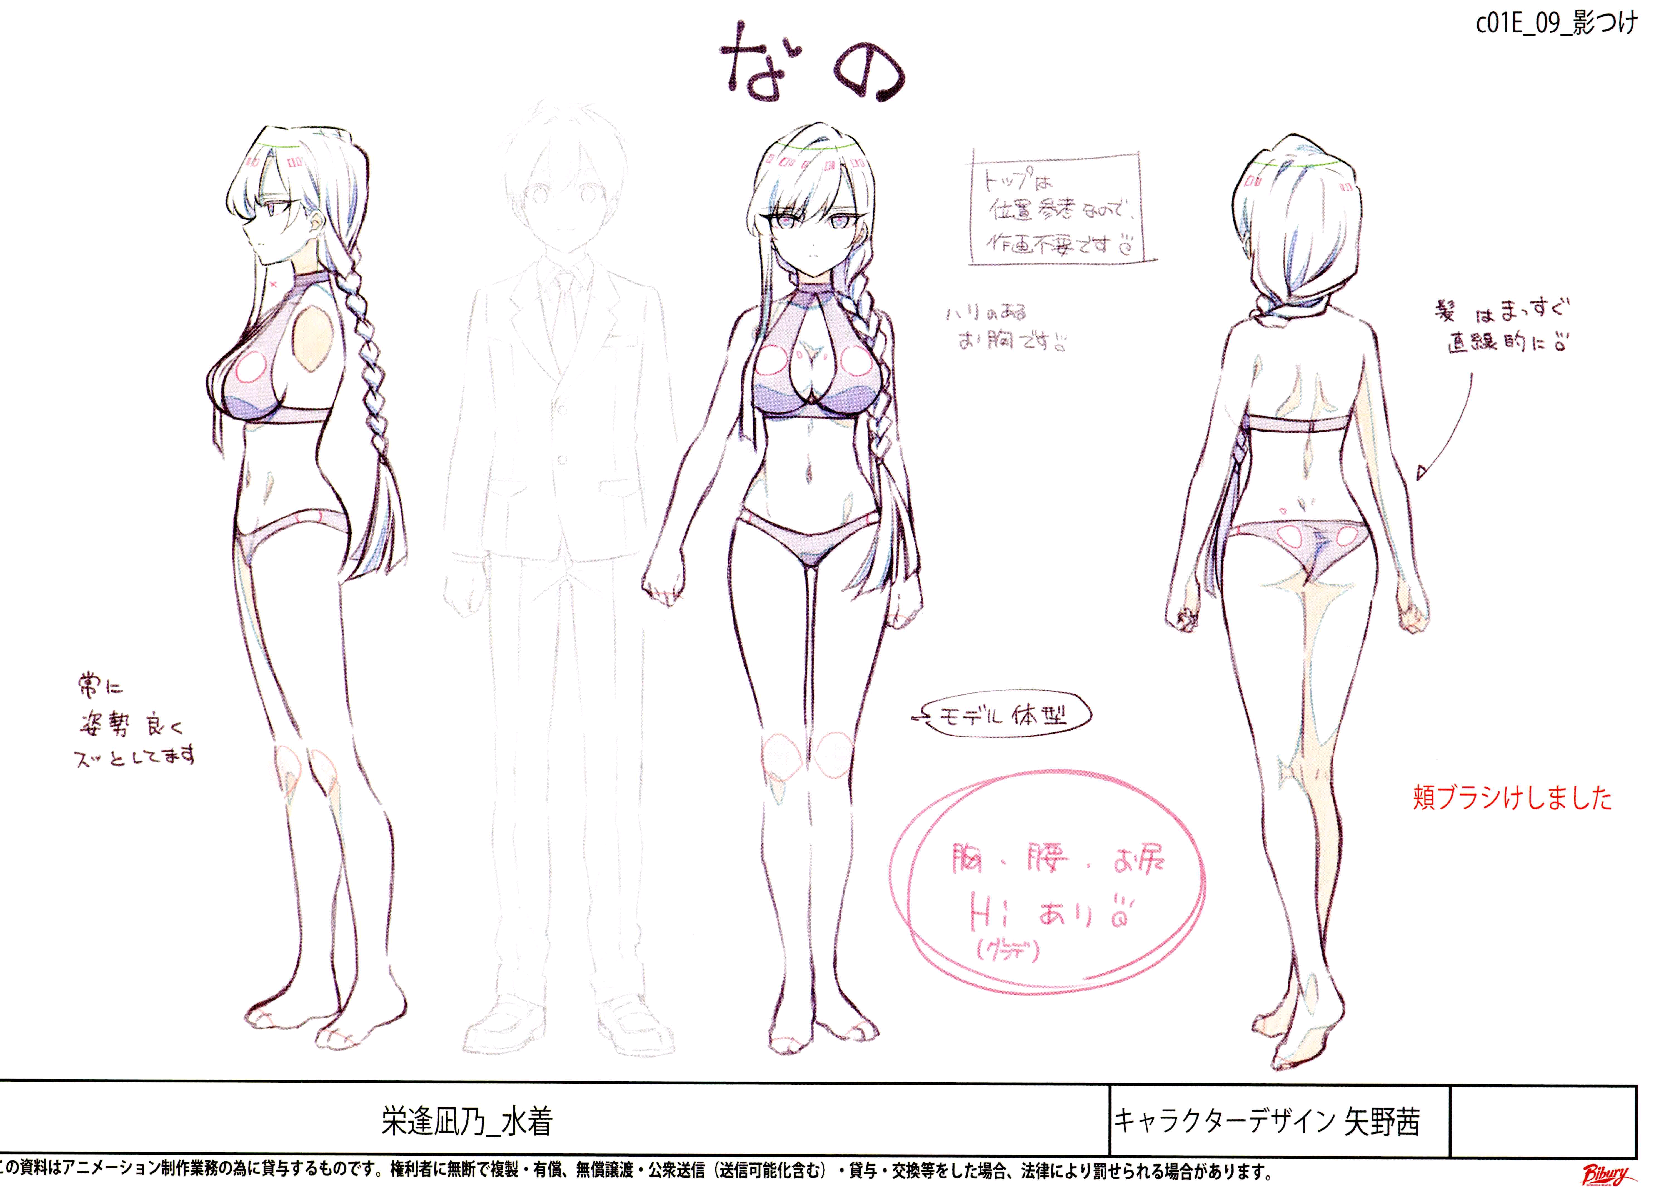 c01E_09_影つけ
なの
トップは
位置参考なので、
作画不要です
ハリのある
お胸です
髪はまっすぐ
直線的に
常に
姿勢良く
ズッとしてます
→モデル体型
頬ブラシけしました
胸・腰・お尻
Hi あり
(グラデ)
栄逢凪乃_水着
キャラクターデザイン 矢野茜
この資料はアニメーション制作業務の為に貸与するものです。権利者に無断で複製・有償、無償譲渡・公衆送信（送信可能化含む）・貸与・交換等をした場合、法律により罰せられる場合があります。
Bibury